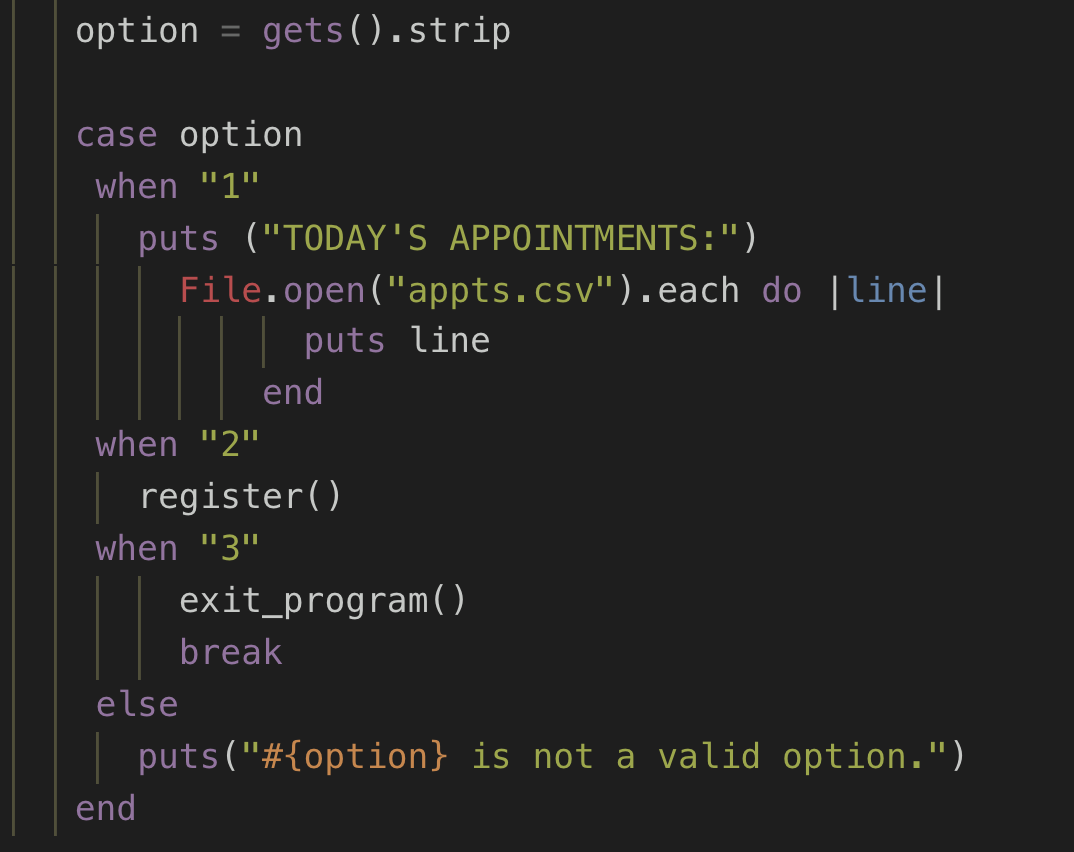 option = gets().strip
case option
when "1"
puts ("TODAY'S APPOINTMENTS:")
File.open("appts.csv").each do |line|
puts line
end
when "2"
register()
when "3"
exit_program()
break
else
puts("#{option} is not a valid option.")
end